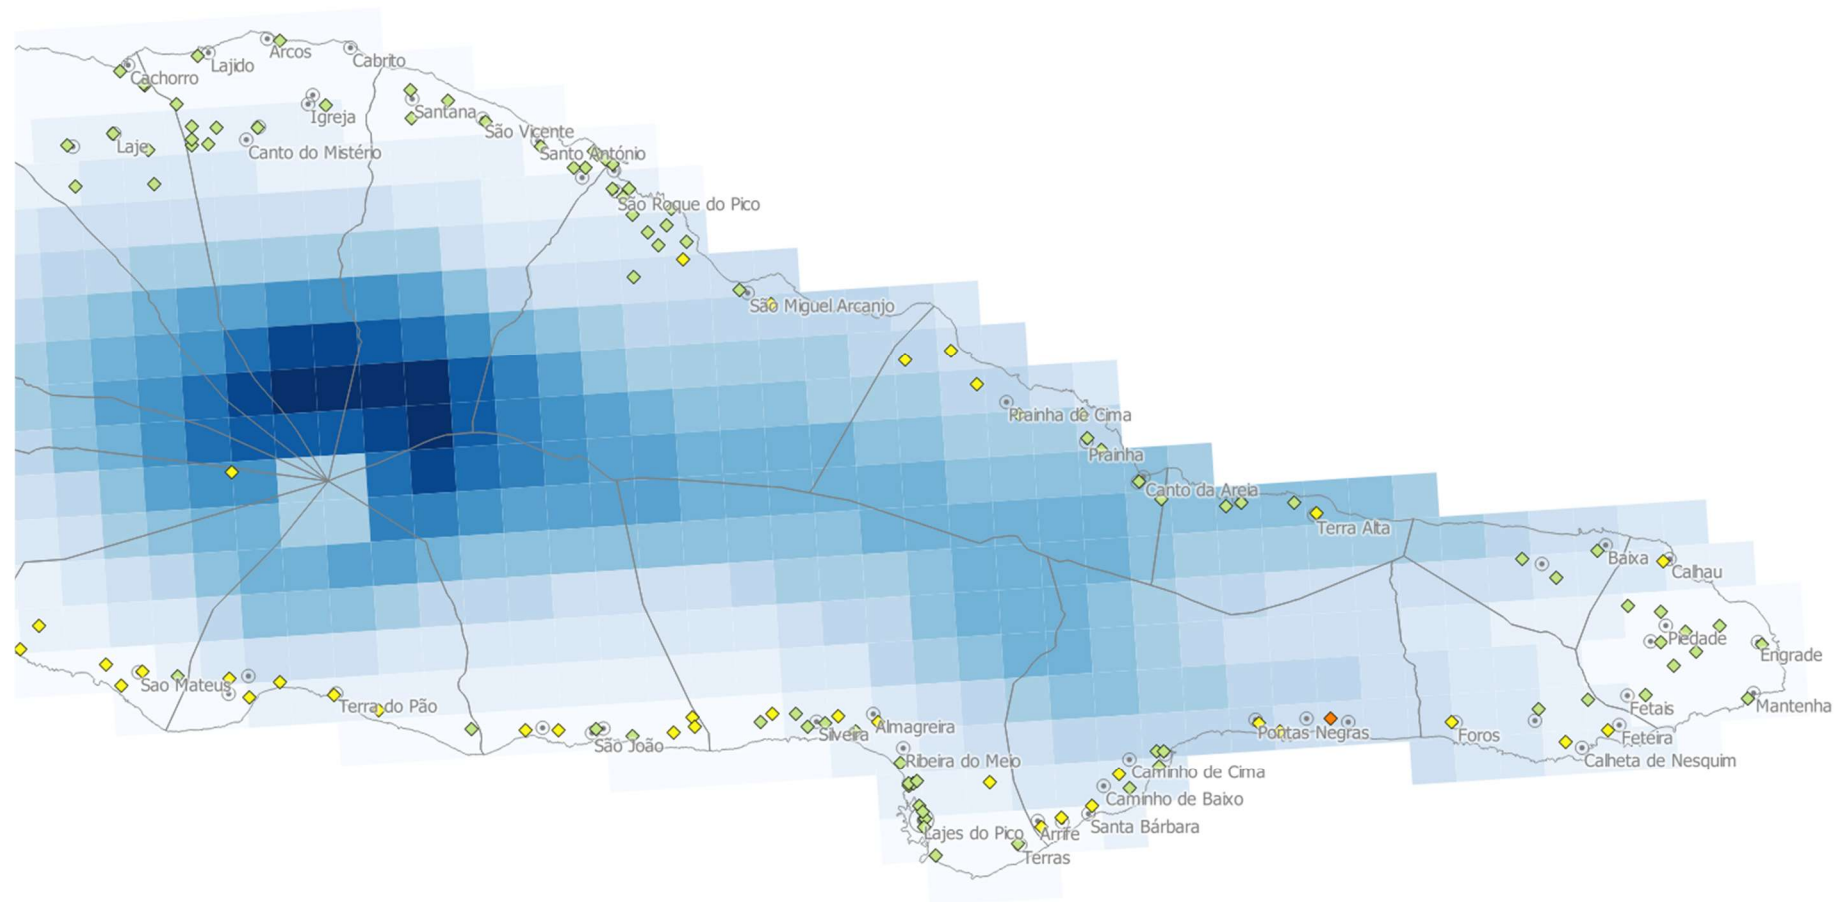 Arcos
Cabrito
Lajido
Cachorro
Igreja
Santana
São Vicente
Laje
Canto do Mistério
Santo António
São Roque do Pico
São Miguel Arcanjo
Prainha de Cima
Prainha
Canto da Areia
Terra Alta
Baixa
Calhau
Piedade
Engrade
Sao Mateus
Terra do Pão
Fetais
Mantenha
São João
Silveira
Almagreira
Pontas Negras
Foros
Feteira
Ribeira do Meio
Caminho de Cima
Calheta de Nesquim
Caminho de Baixo
Lajes do Pico
Arrife
Santa Bárbara
Terras